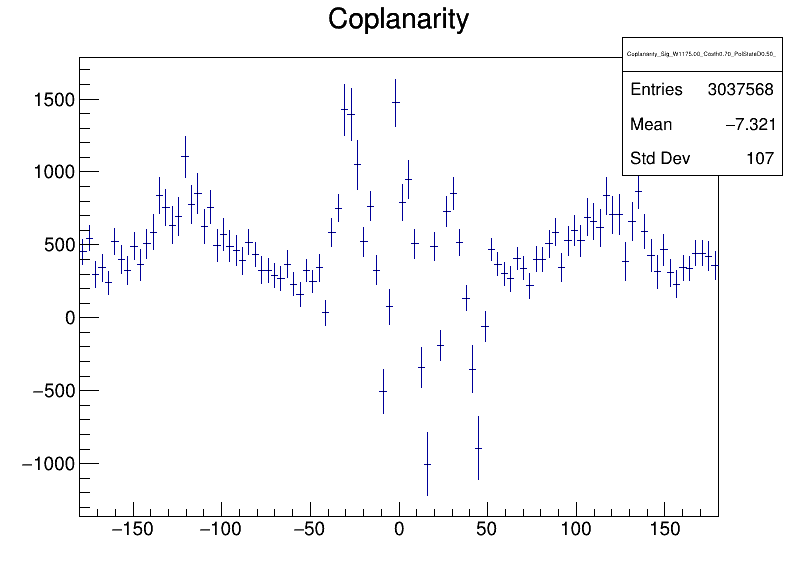 Coplanarity
Coplanarity_Sig_W1175.00_Costh0.70_PolStateD0.50_
Entries 3037568
Mean −7.321
Std Dev 107
1500
1000
500
0
−500
−1000
−150 −100 −50 0 50 100 150